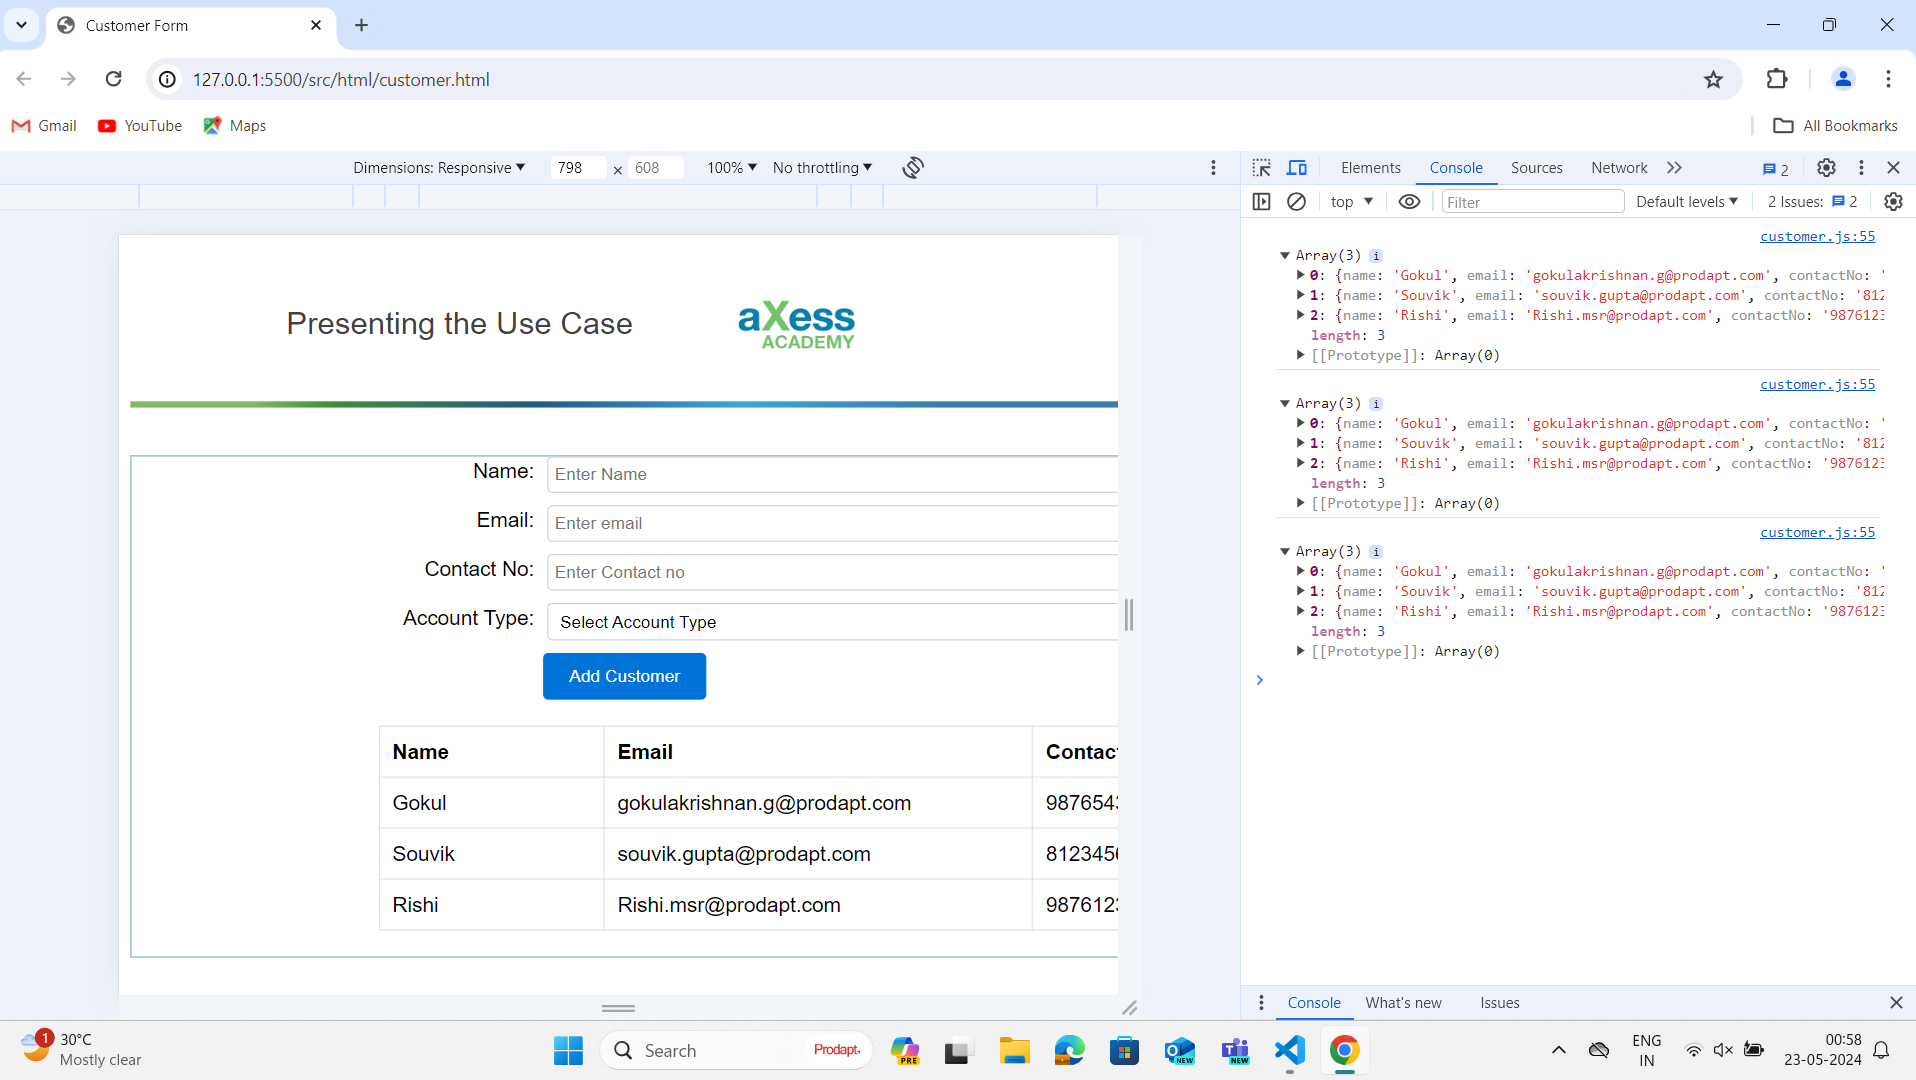 Customer Form
127.0.0.1:5500/src/html/customer.html
Gmail YouTube Maps All Bookmarks
Dimensions: Responsive 798 × 608 100% No throttling
Elements Console Sources Network 2
top Filter Default levels 2 Issues: 2
Presenting the Use Case
aXess
ACADEMY
Name: Enter Name
Email: Enter email
Contact No: Enter Contact no
Account Type: Select Account Type
Add Customer
Name Email Contac
Gokul gokulakrishnan.g@prodapt.com 987654
Souvik souvik.gupta@prodapt.com 812345
Rishi Rishi.msr@prodapt.com 987612
customer.js:55
Array(3) i
0: {name: 'Gokul', email: 'gokulakrishnan.g@prodapt.com', contactNo: '
1: {name: 'Souvik', email: 'souvik.gupta@prodapt.com', contactNo: '812
2: {name: 'Rishi', email: 'Rishi.msr@prodapt.com', contactNo: '9876123
length: 3
[[Prototype]]: Array(0)
customer.js:55
Array(3) i
0: {name: 'Gokul', email: 'gokulakrishnan.g@prodapt.com', contactNo: '
1: {name: 'Souvik', email: 'souvik.gupta@prodapt.com', contactNo: '812
2: {name: 'Rishi', email: 'Rishi.msr@prodapt.com', contactNo: '9876123
length: 3
[[Prototype]]: Array(0)
customer.js:55
Array(3) i
0: {name: 'Gokul', email: 'gokulakrishnan.g@prodapt.com', contactNo: '
1: {name: 'Souvik', email: 'souvik.gupta@prodapt.com', contactNo: '812
2: {name: 'Rishi', email: 'Rishi.msr@prodapt.com', contactNo: '9876123
length: 3
[[Prototype]]: Array(0)
Console What's new Issues
1 30°C
Mostly clear
Search Prodapt. PRE NEW NEW
ENG
IN
00:58
23-05-2024